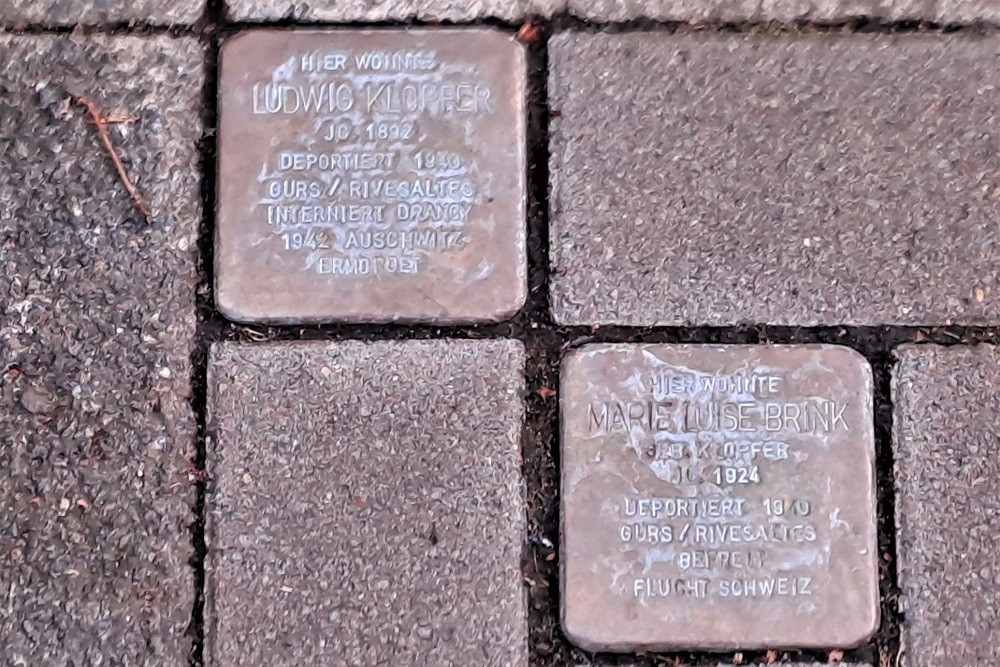 HIER WOHNTE
LUDWIG KLOPFER
JG. 1892
DEPORTIERT 1940
GURS / RIVESALTES
INTERNIERT DRANCY
1942 AUSCHWITZ
ERMORDET
HIER WOHNTE
MARIE LUISE BRINK
GEB. KLOPFER
JG. 1924
DEPORTIERT 1940
GURS / RIVESALTES
BEFREIT
FLUCHT SCHWEIZ